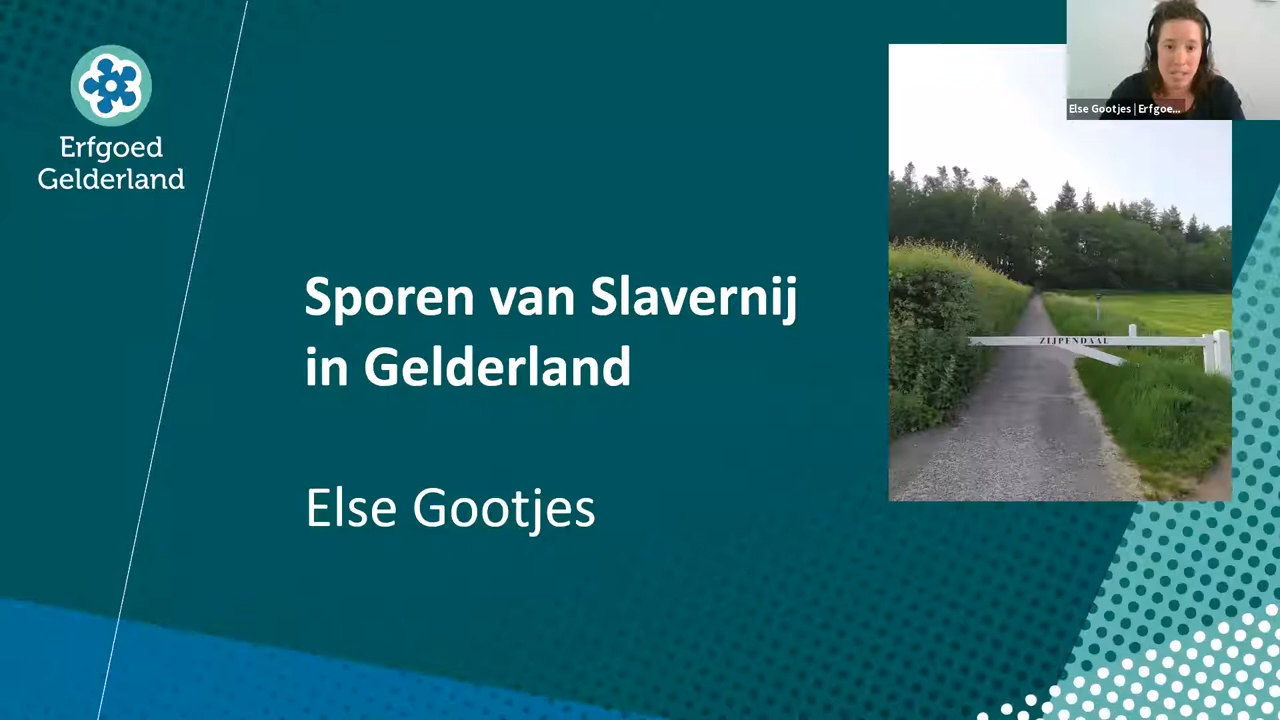 Erfgoed
Gelderland
Sporen van Slavernij
in Gelderland
Else Gootjes
Else Gootjes | Erfgoe...
ZIJPENDAAL